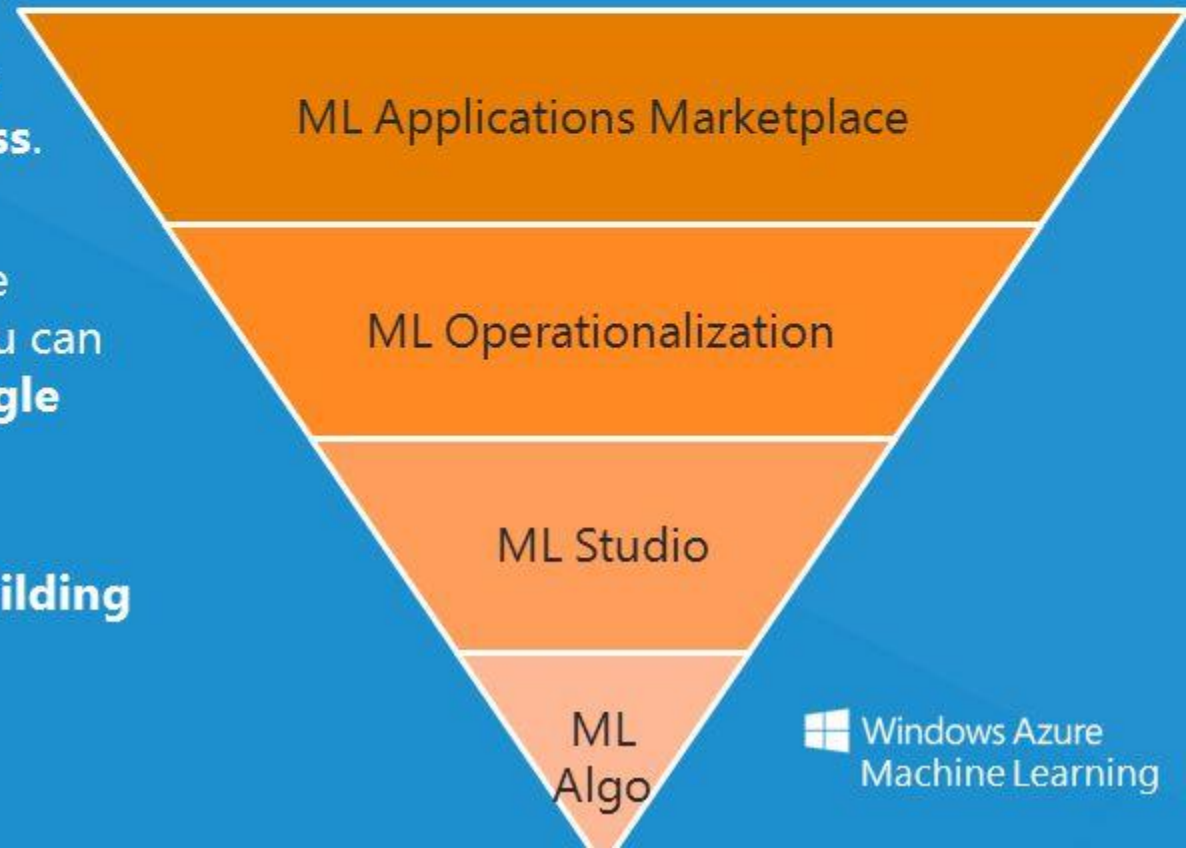 ss.
e
u can
gle
ilding
ML Applications Marketplace
ML Operationalization
ML Studio
ML
Algo
Windows Azure
Machine Learning